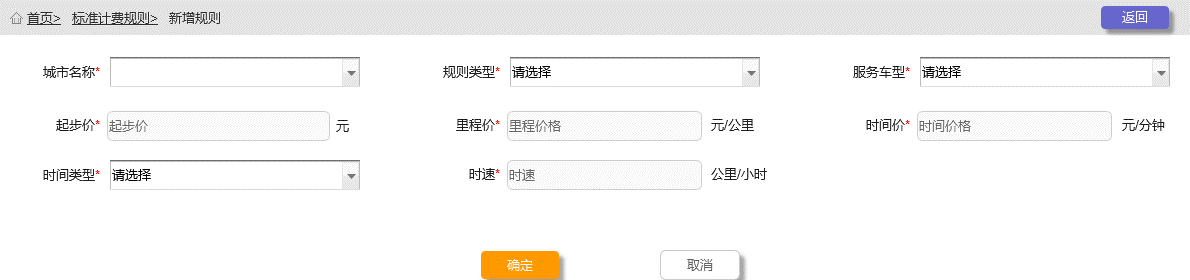 首页> 标准计费规则> 新增规则 返回
城市名称* 规则类型* 请选择 服务车型* 请选择
起步价* 起步价 元 里程价* 里程价格 元/公里 时间价* 时间价格 元/分钟
时间类型* 请选择 时速* 时速 公里/小时
确定 取消